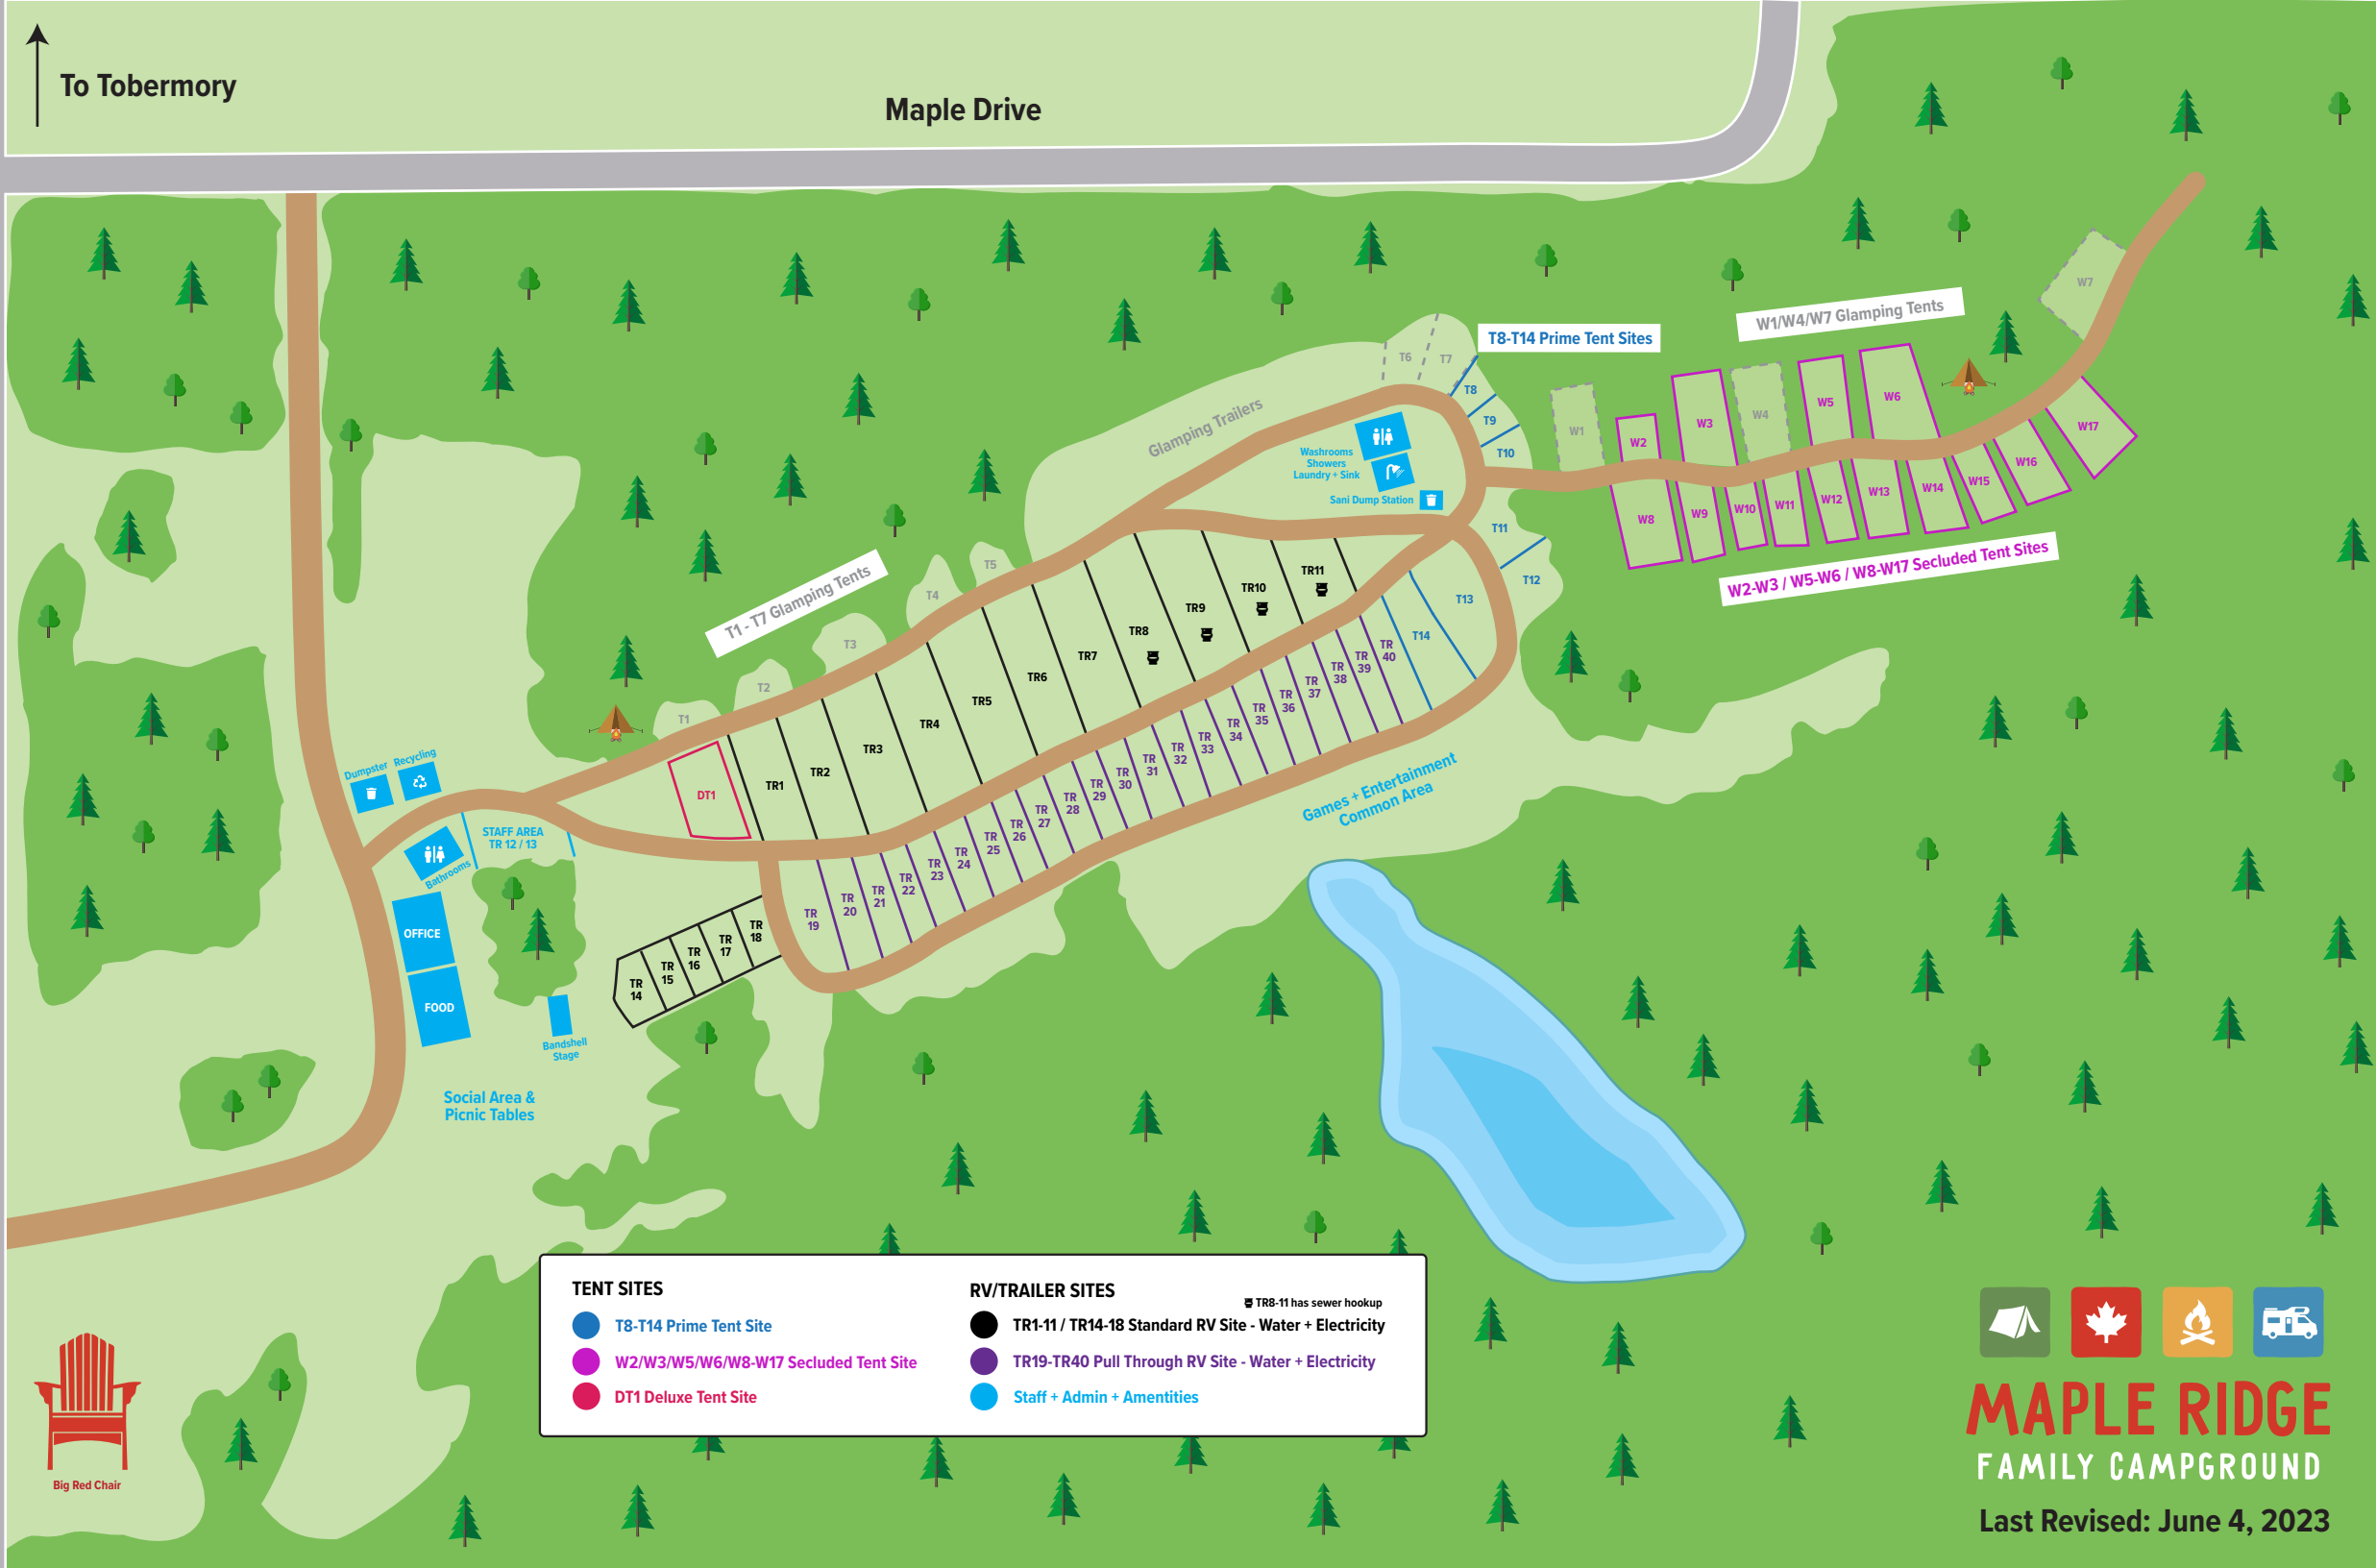 To Tobermory
Maple Drive
T8-T14 Prime Tent Sites
W1/W4/W7 Glamping Tents
W7
T6
T7
T8
T9
T10
T11
T12
T13
T14
W1
W2
W3
W4
W5
W6
W17
W16
W15
W14
W13
W12
W11
W10
W9
W8
W2-W3 / W5-W6 / W8-W17 Secluded Tent Sites
Glamping Trailers
Washrooms
Showers
Laundry + Sink
Sani Dump Station
T1 - T7 Glamping Tents
T5
T4
T3
T2
T1
DT1
TR1
TR2
TR3
TR4
TR5
TR6
TR7
TR8
TR9
TR10
TR11
TR
40
TR
39
TR
38
TR
37
TR
36
TR
35
TR
34
TR
33
TR
32
TR
31
TR
30
TR
29
TR
28
TR
27
TR
26
TR
25
TR
24
TR
23
TR
22
TR
21
TR
20
TR
19
TR
18
TR
17
TR
16
TR
15
TR
14
Games + Entertainment
Common Area
Dumpster
Recycling
STAFF AREA
TR 12 / 13
Bathrooms
OFFICE
FOOD
Bandshell
Stage
Social Area &
Picnic Tables
Big Red Chair
TENT SITES
T8-T14 Prime Tent Site
W2/W3/W5/W6/W8-W17 Secluded Tent Site
DT1 Deluxe Tent Site
RV/TRAILER SITES
TR8-11 has sewer hookup
TR1-11 / TR14-18 Standard RV Site - Water + Electricity
TR19-TR40 Pull Through RV Site - Water + Electricity
Staff + Admin + Amentities
MAPLE RIDGE
FAMILY CAMPGROUND
Last Revised: June 4, 2023